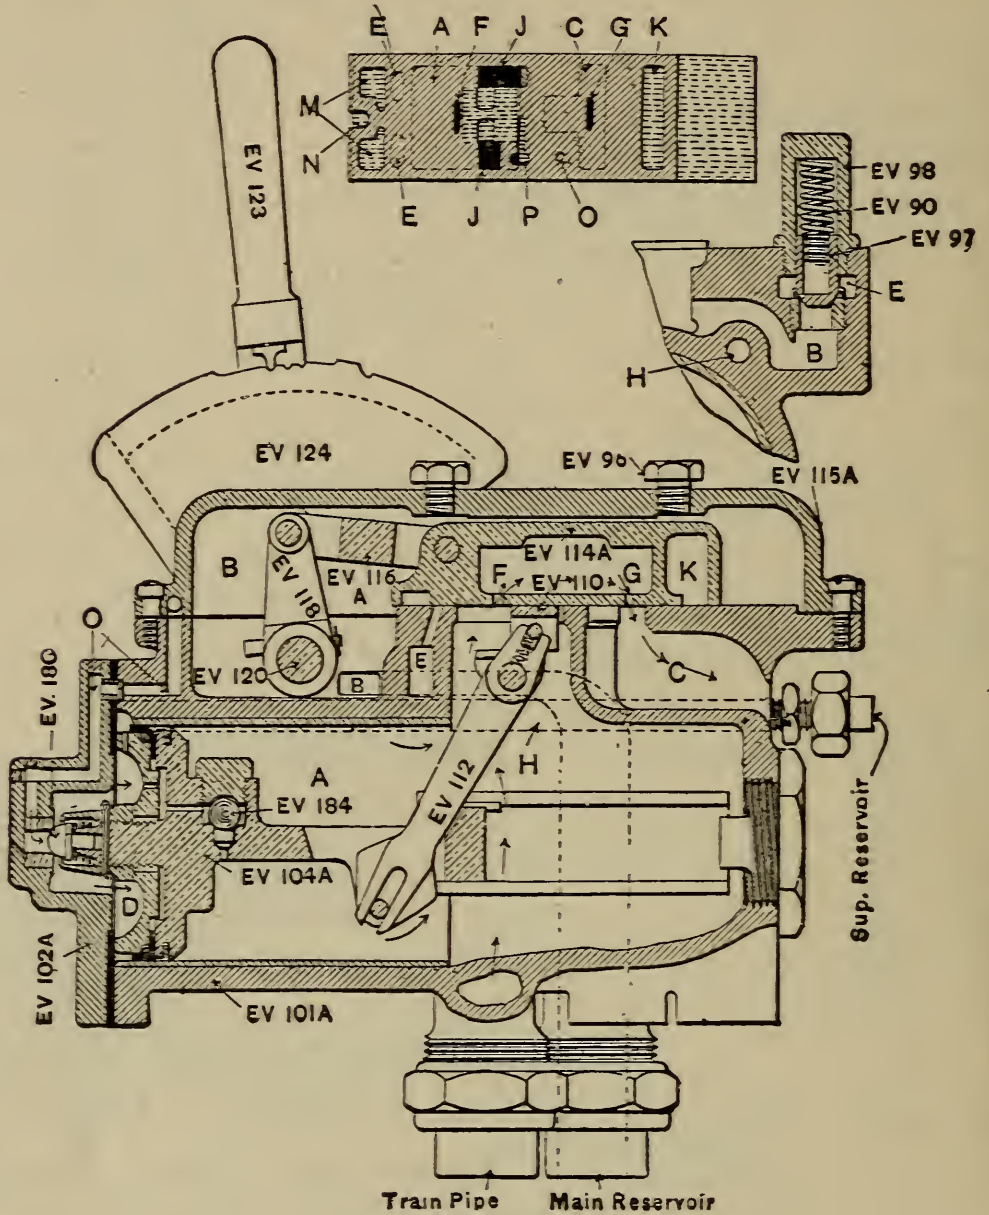 E A F J C G K
M
N
E J P O
EV 123
EV 98
EV 90
EV 97
E
B
H
EV 124
EV 96
EV 115A
B
EV 118
EV 116
A
EV 114A
F
EV 110
G
K
O
EV 120
B
E
C
EV. 180
A
EV 184
H
EV 112
EV 104A
D
EV 102A
EV 101A
Sup. Reservoir
Train Pipe Main Reservoir